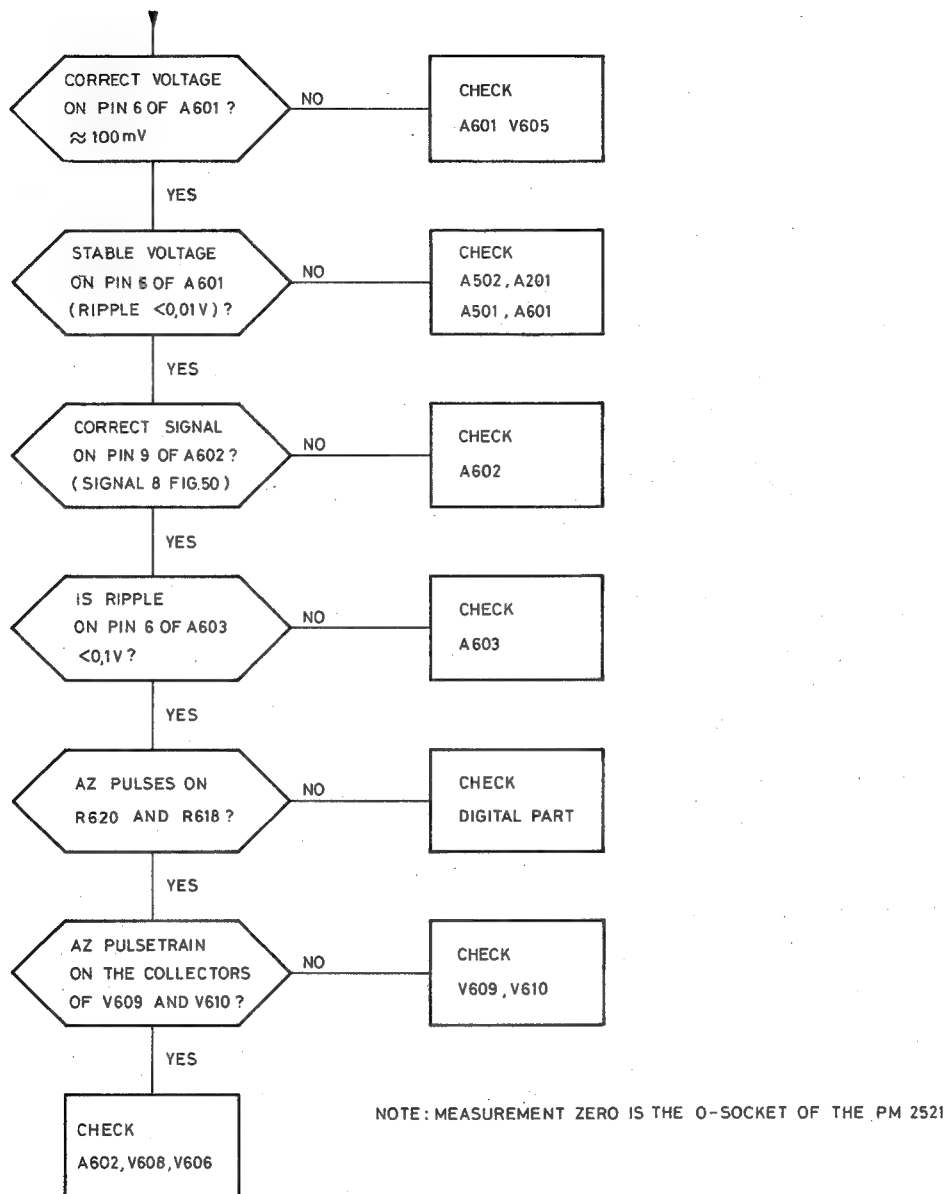 CORRECT VOLTAGE
ON PIN 6 OF A601 ?
≈ 100mV
NO
CHECK
A601 V605
YES
STABLE VOLTAGE
ON PIN 6 OF A601
(RIPPLE <0,01V) ?
NO
CHECK
A502, A201
A501, A601
YES
CORRECT SIGNAL
ON PIN 9 OF A602 ?
(SIGNAL 8 FIG.50)
NO
CHECK
A602
YES
IS RIPPLE
ON PIN 6 OF A603
<0,1V ?
NO
CHECK
A603
YES
AZ PULSES ON
R620 AND R618 ?
NO
CHECK
DIGITAL PART
YES
AZ PULSETRAIN
ON THE COLLECTORS
OF V609 AND V610 ?
NO
CHECK
V609, V610
YES
CHECK
A602, V608, V606
NOTE: MEASUREMENT ZERO IS THE O-SOCKET OF THE PM 2521